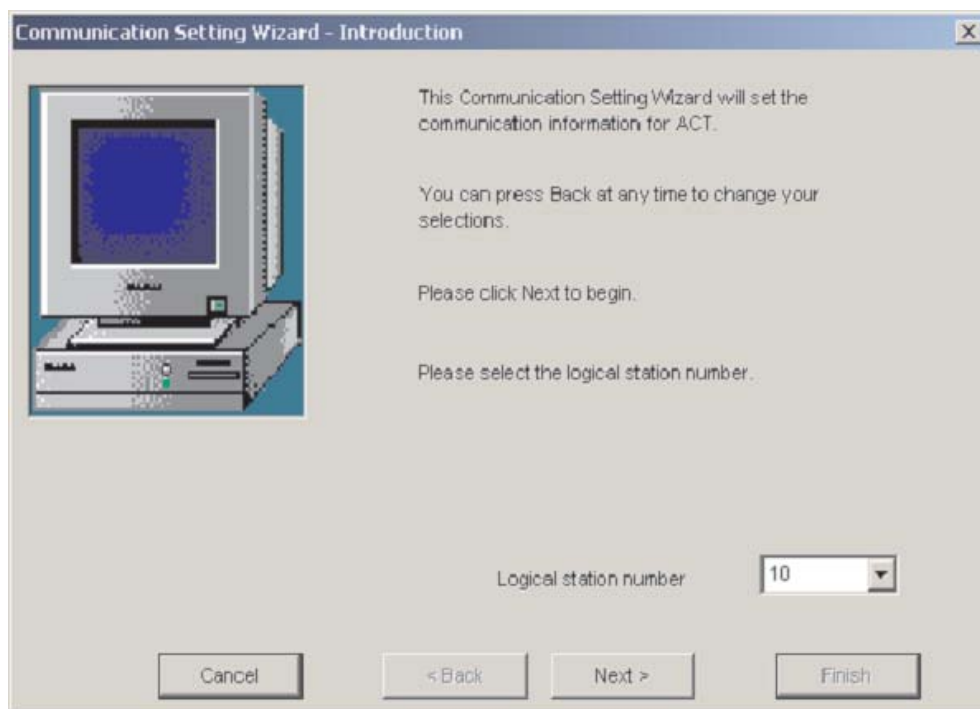 Communication Setting Wizard - Introduction
This Communication Setting Wizard will set the
communication information for ACT.
You can press Back at any time to change your
selections.
Please click Next to begin.
Please select the logical station number.
Logical station number
10
Cancel
< Back
Next >
Finish